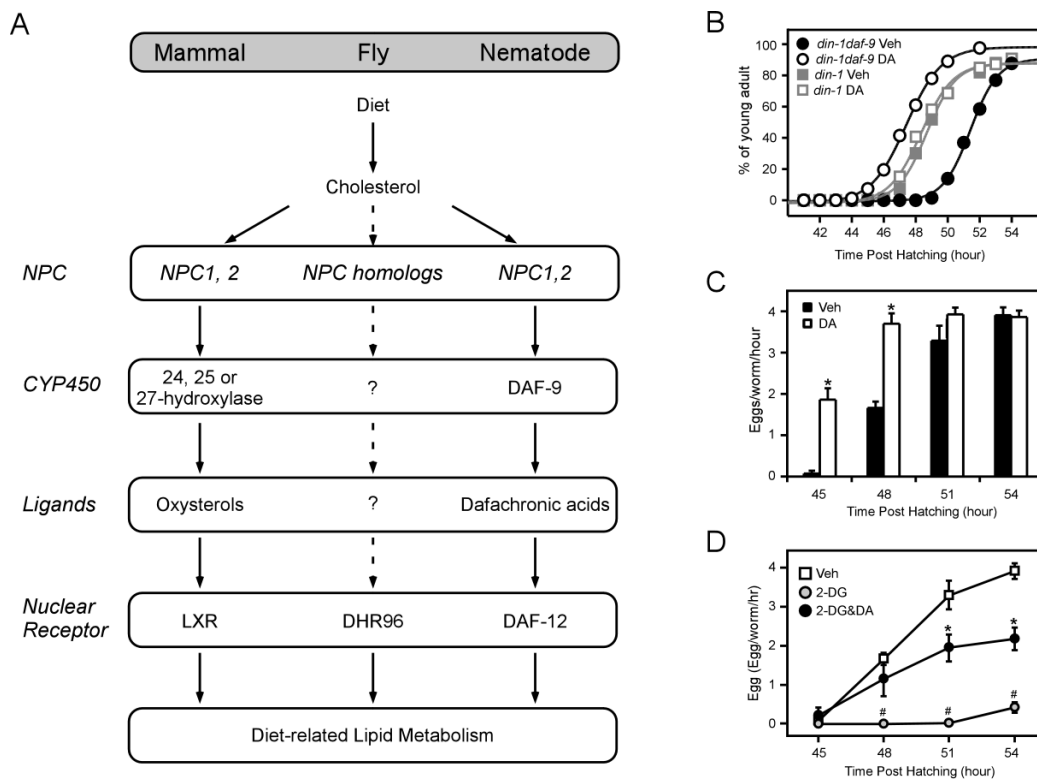 A
Mammal Fly Nematode
Diet
Cholesterol
NPC
NPC1, 2 NPC homologs NPC1,2
CYP450
24, 25 or
27-hydroxylase
? DAF-9
Ligands
Oxysterols ? Dafachronic acids
Nuclear
Receptor
LXR DHR96 DAF-12
Diet-related Lipid Metabolism
B
din-1daf-9 Veh
din-1daf-9 DA
din-1 Veh
din-1 DA
% of young adult
100
80
60
40
20
0
42 44 46 48 50 52 54
Time Post Hatching (hour)
C
Veh
DA
Eggs/worm/hour
4
3
2
1
0
* *
45 48 51 54
Time Post Hatching (hour)
D
Veh
2-DG
2-DG&DA
Egg (Egg/worm/hr)
4
2
0
* *
# # #
45 48 51 54
Time Post Hatching (hour)